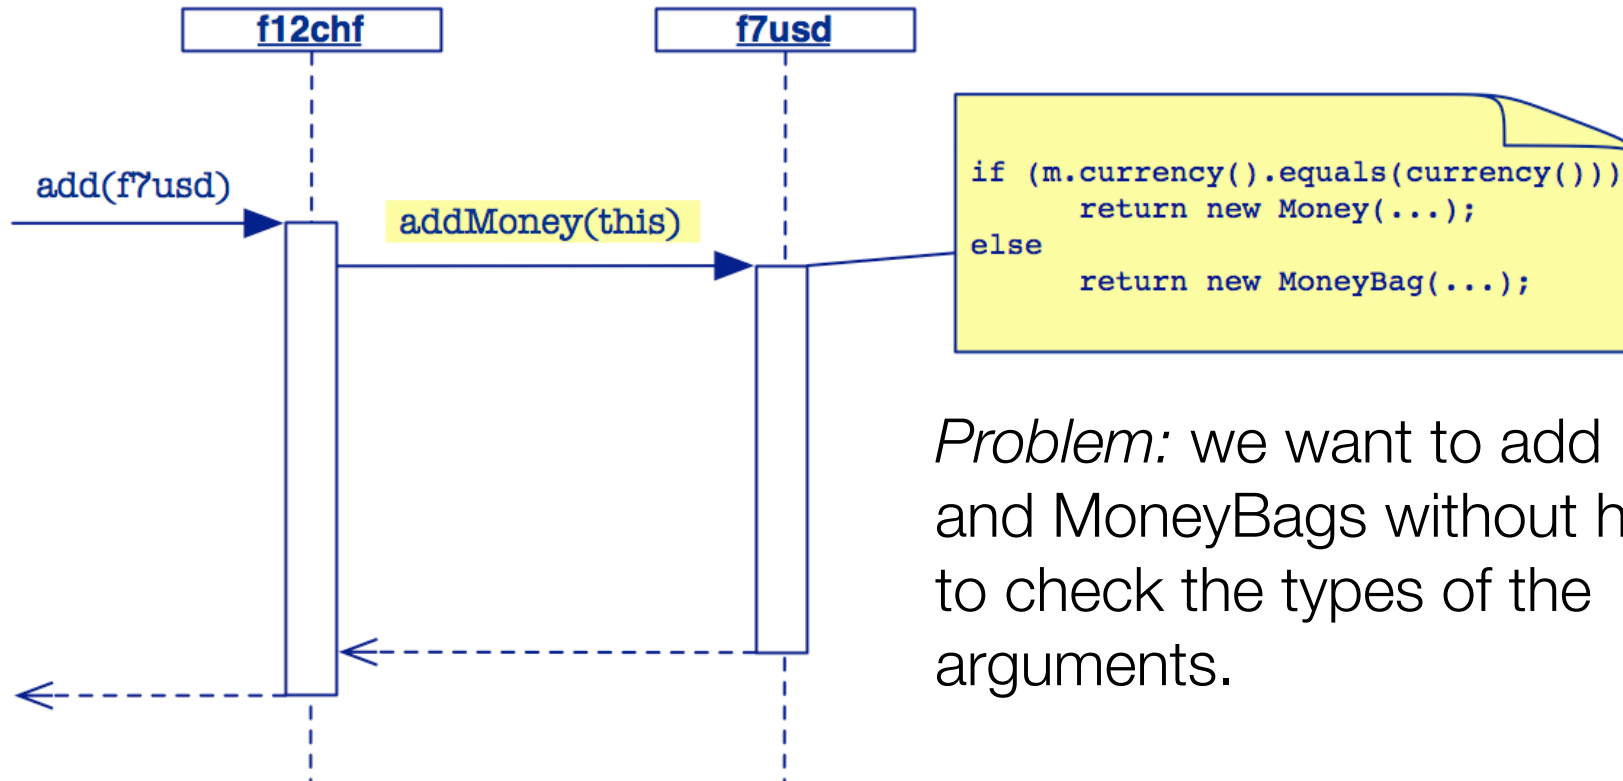 f12chf
f7usd
add(f7usd)
addMoney(this)
if (m.currency().equals(currency()))
return new Money(...);
else
return new MoneyBag(...);
Problem: we want to add
and MoneyBags without
to check the types of the
arguments.